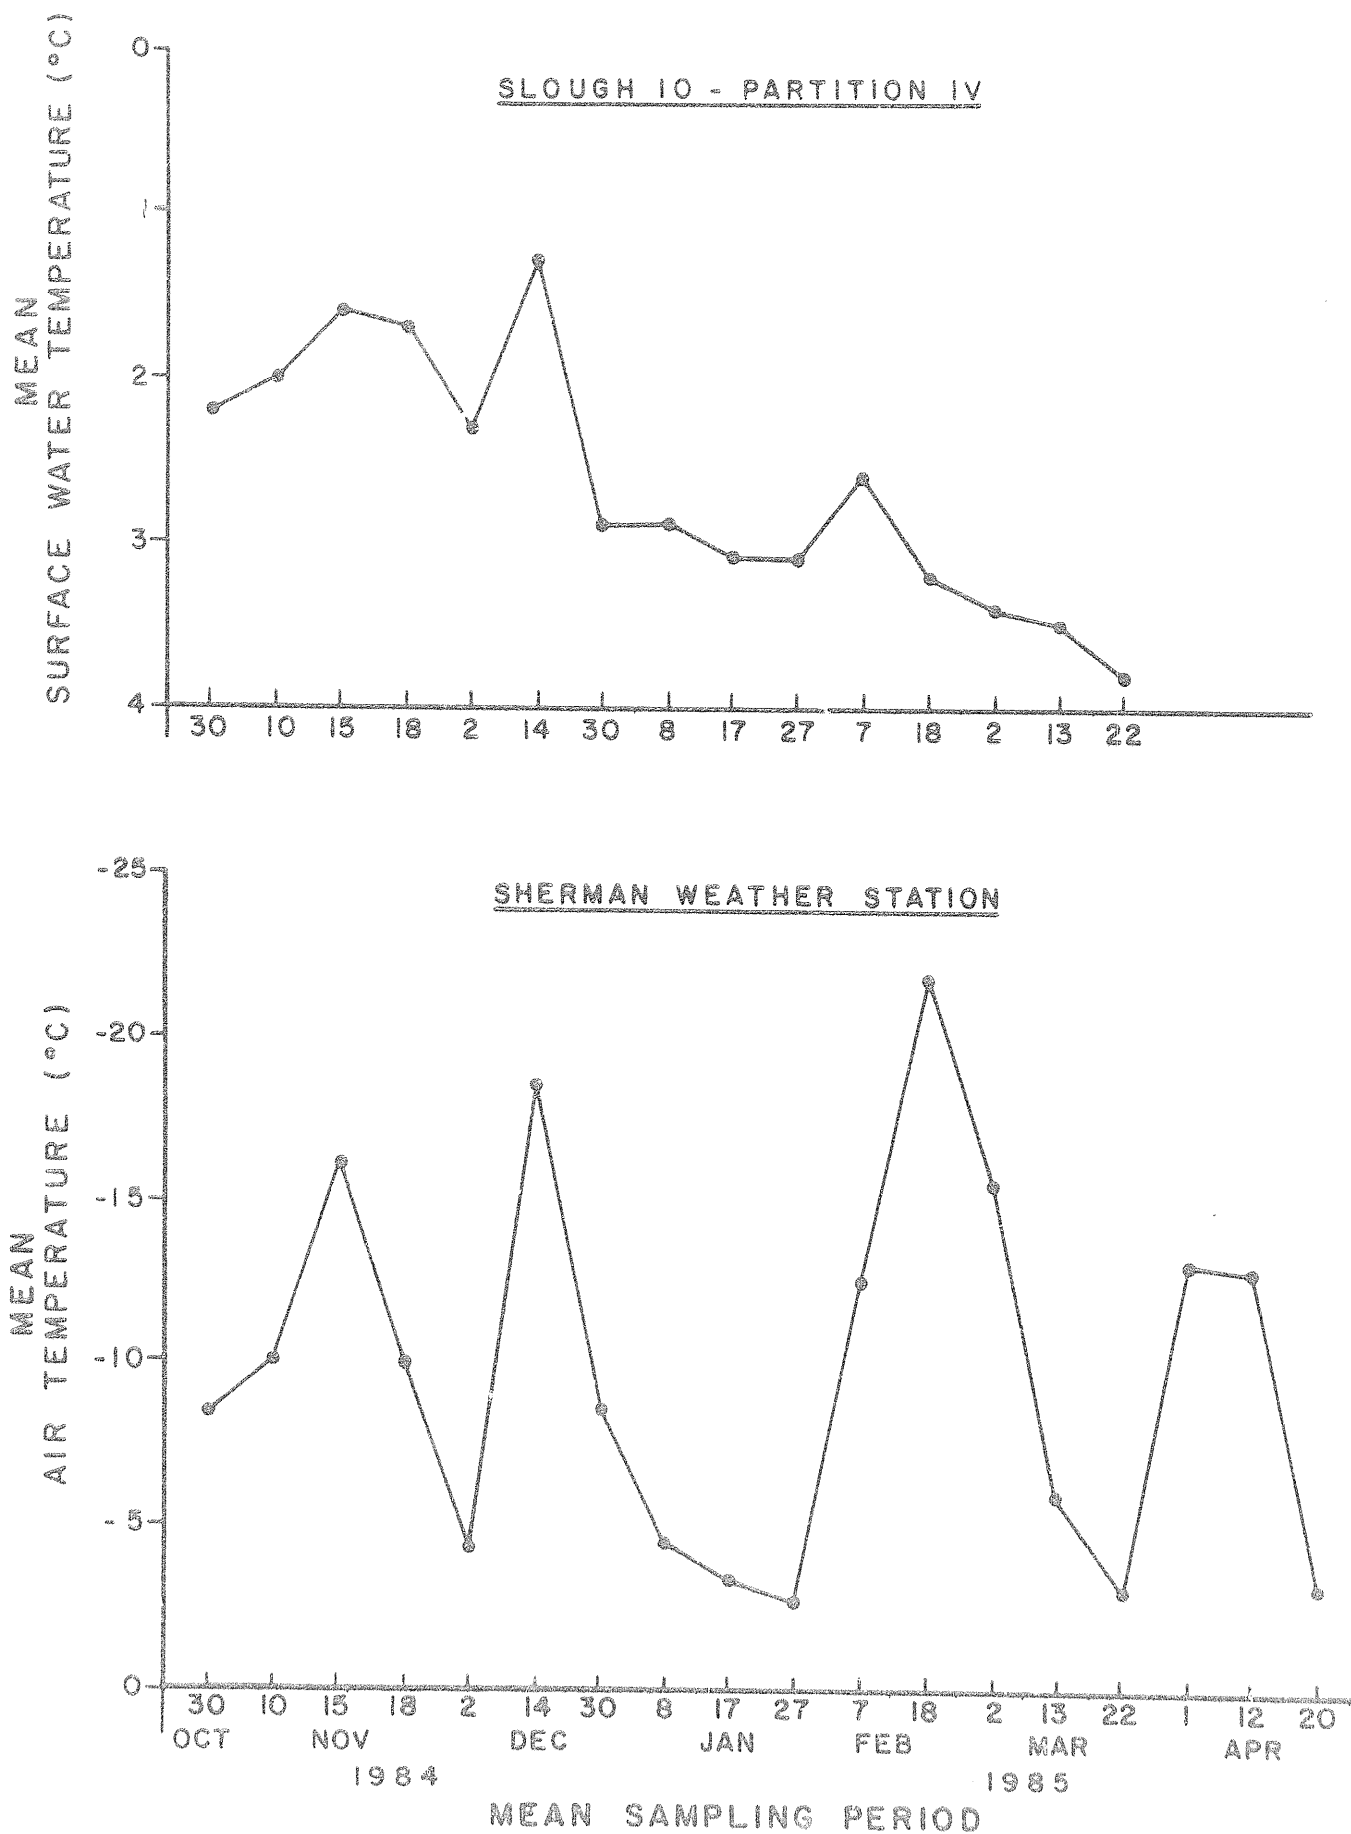 SLOUGH 10 - PARTITION IV
MEAN
SURFACE WATER TEMPERATURE (°C)
0
1
2
3
4
30 10 15 18 2 14 30 8 17 27 7 18 2 13 22
SHERMAN WEATHER STATION
MEAN
AIR TEMPERATURE (°C)
-25
-20
-15
-10
-5
0
30 10 15 18 2 14 30 8 17 27 7 18 2 13 22 1 12 20
OCT NOV DEC JAN FEB MAR APR
1984 1985
MEAN SAMPLING PERIOD